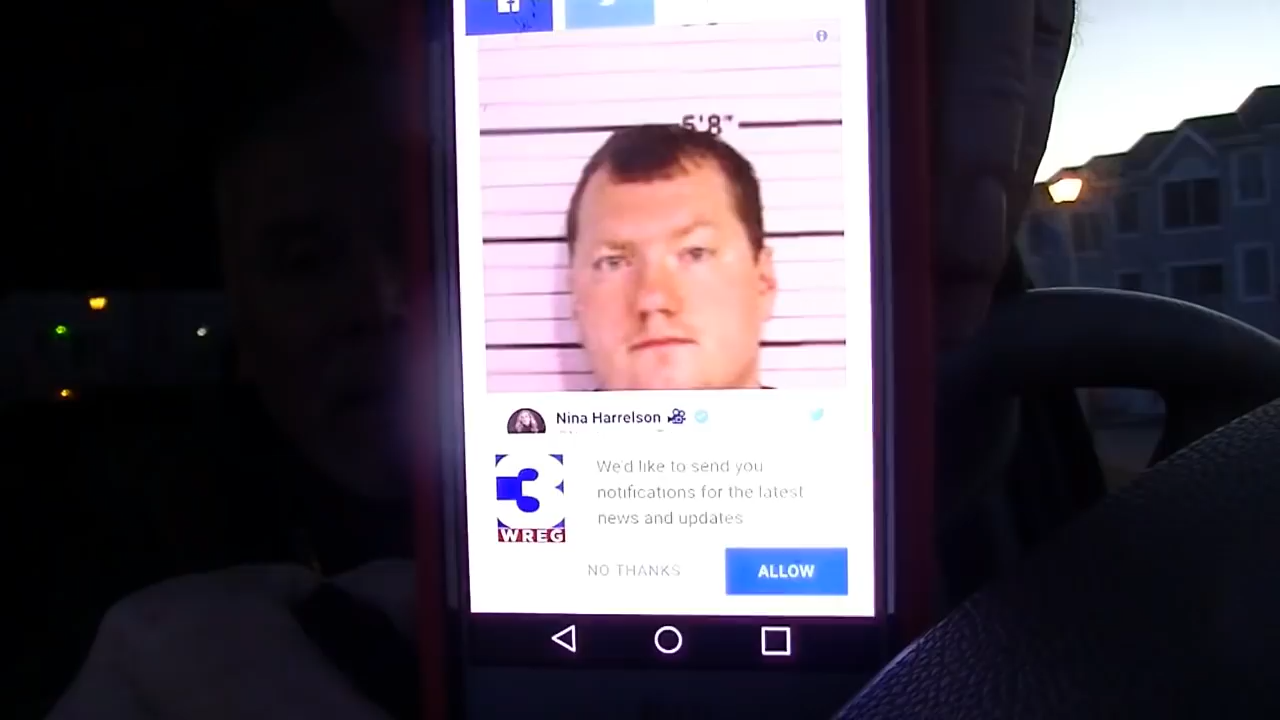 5'8"
Nina Harrelson
We'd like to send you
notifications for the latest
news and updates
3
WREG
NO THANKS
ALLOW